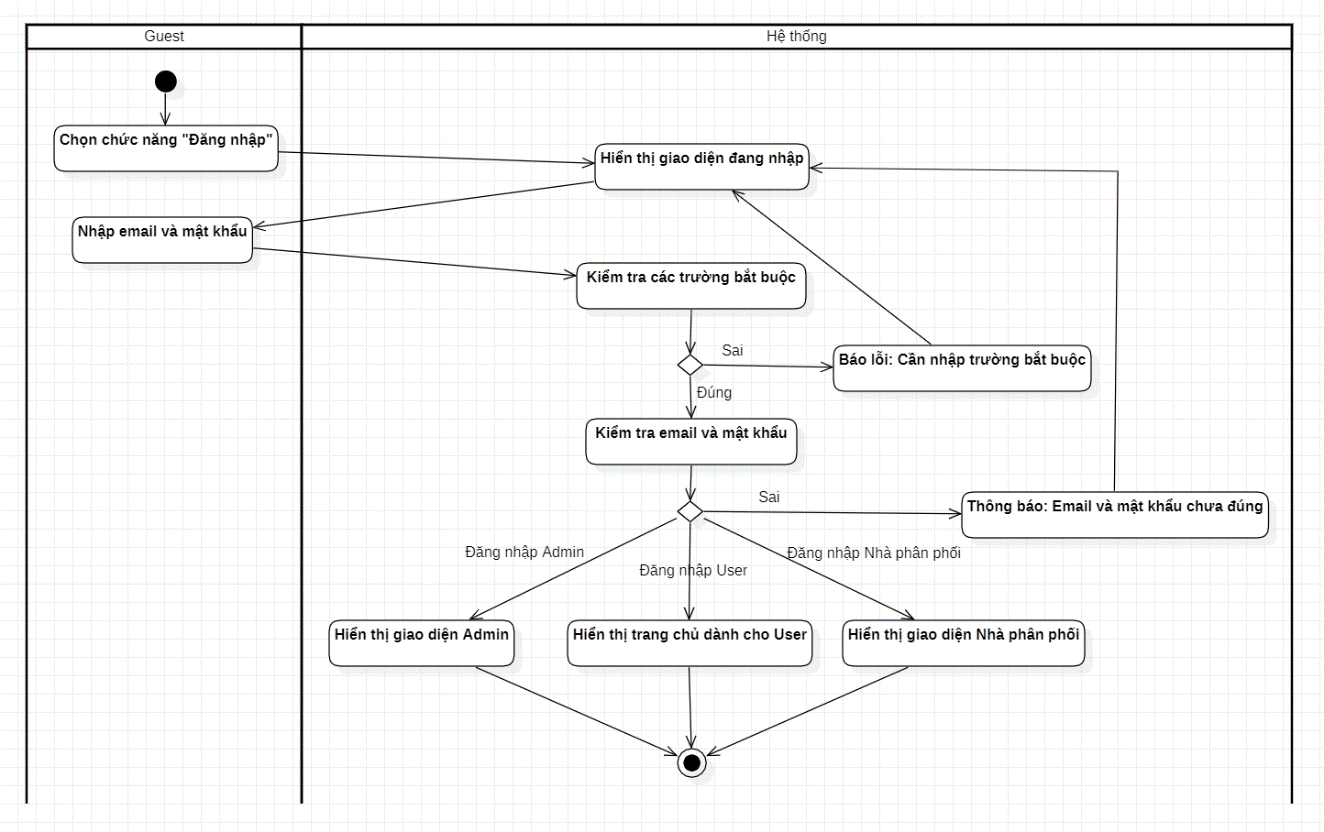 Guest
Hệ thống
Chọn chức năng "Đăng nhập"
Hiển thị giao diện đang nhập
Nhập email và mật khẩu
Kiểm tra các trường bắt buộc
Sai
Báo lỗi: Cần nhập trường bắt buộc
Đúng
Kiểm tra email và mật khẩu
Sai
Thông báo: Email và mật khẩu chưa đúng
Đăng nhập Admin
Đăng nhập User
Đăng nhập Nhà phân phối
Hiển thị giao diện Admin
Hiển thị trang chủ dành cho User
Hiển thị giao diện Nhà phân phối